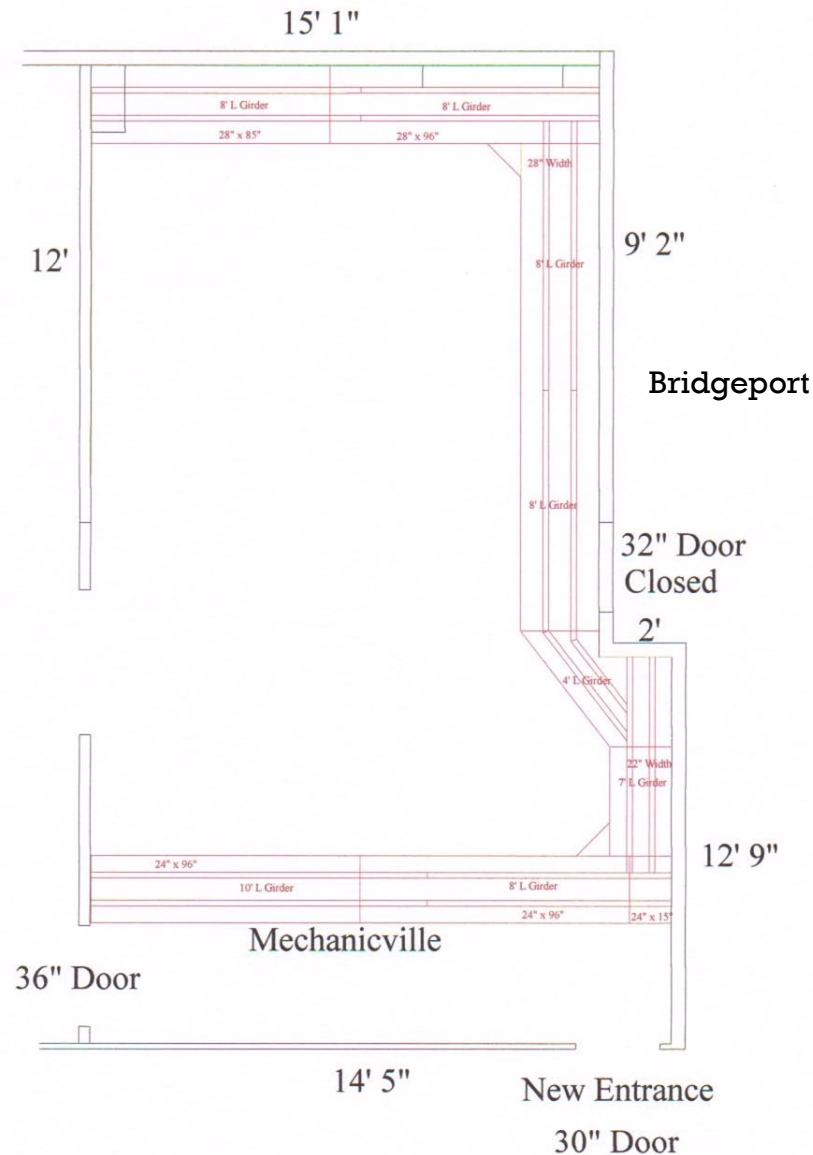 15' 1"
8' L Girder
8' L Girder
28" x 85"
28" x 96"
28" Width
12'
9' 2"
8' L Girder
Bridgeport
8' L Girder
32" Door
Closed
2'
4' L Girder
22" Width
7' L Girder
12' 9"
24" x 96"
10' L Girder
8' L Girder
24" x 96"
24" x 15"
Mechanicville
36" Door
14' 5"
New Entrance
30" Door